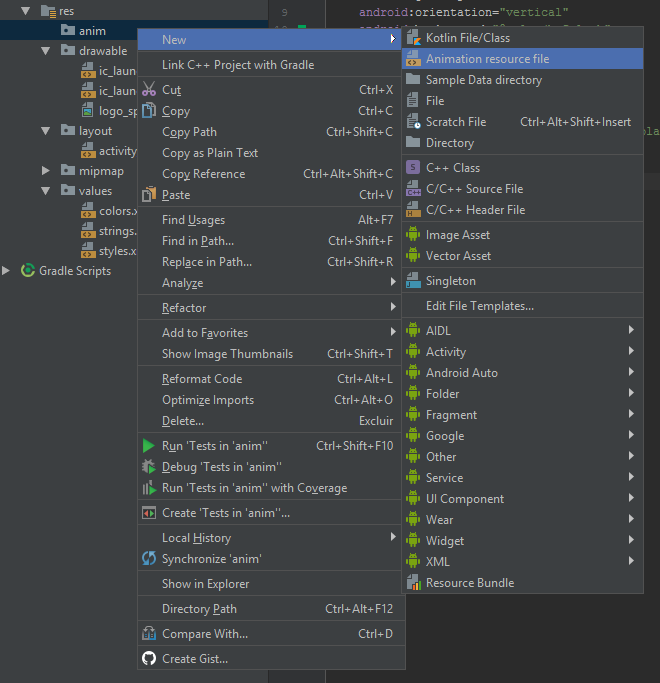 res
anim
drawable
ic_laun
ic_laun
logo_sp
layout
activity
mipmap
values
colors.x
strings.
styles.x
Gradle Scripts
9
android:orientation="vertical"
New
Link C++ Project with Gradle
Cut Ctrl+X
Copy Ctrl+C
Copy Path Ctrl+Shift+C
Copy as Plain Text
Copy Reference Ctrl+Alt+Shift+C
Paste Ctrl+V
Find Usages Alt+F7
Find in Path... Ctrl+Shift+F
Replace in Path... Ctrl+Shift+R
Analyze
Refactor
Add to Favorites
Show Image Thumbnails Ctrl+Shift+T
Reformat Code Ctrl+Alt+L
Optimize Imports Ctrl+Alt+O
Delete... Excluir
Run 'Tests in 'anim'' Ctrl+Shift+F10
Debug 'Tests in 'anim''
Run 'Tests in 'anim'' with Coverage
Create 'Tests in 'anim''...
Local History
Synchronize 'anim'
Show in Explorer
Directory Path Ctrl+Alt+F12
Compare With... Ctrl+D
Create Gist...
Kotlin File/Class
Animation resource file
Sample Data directory
File
Scratch File Ctrl+Alt+Shift+Insert
Directory
C++ Class
C/C++ Source File
C/C++ Header File
Image Asset
Vector Asset
Singleton
Edit File Templates...
AIDL
Activity
Android Auto
Folder
Fragment
Google
Other
Service
UI Component
Wear
Widget
XML
Resource Bundle
pla